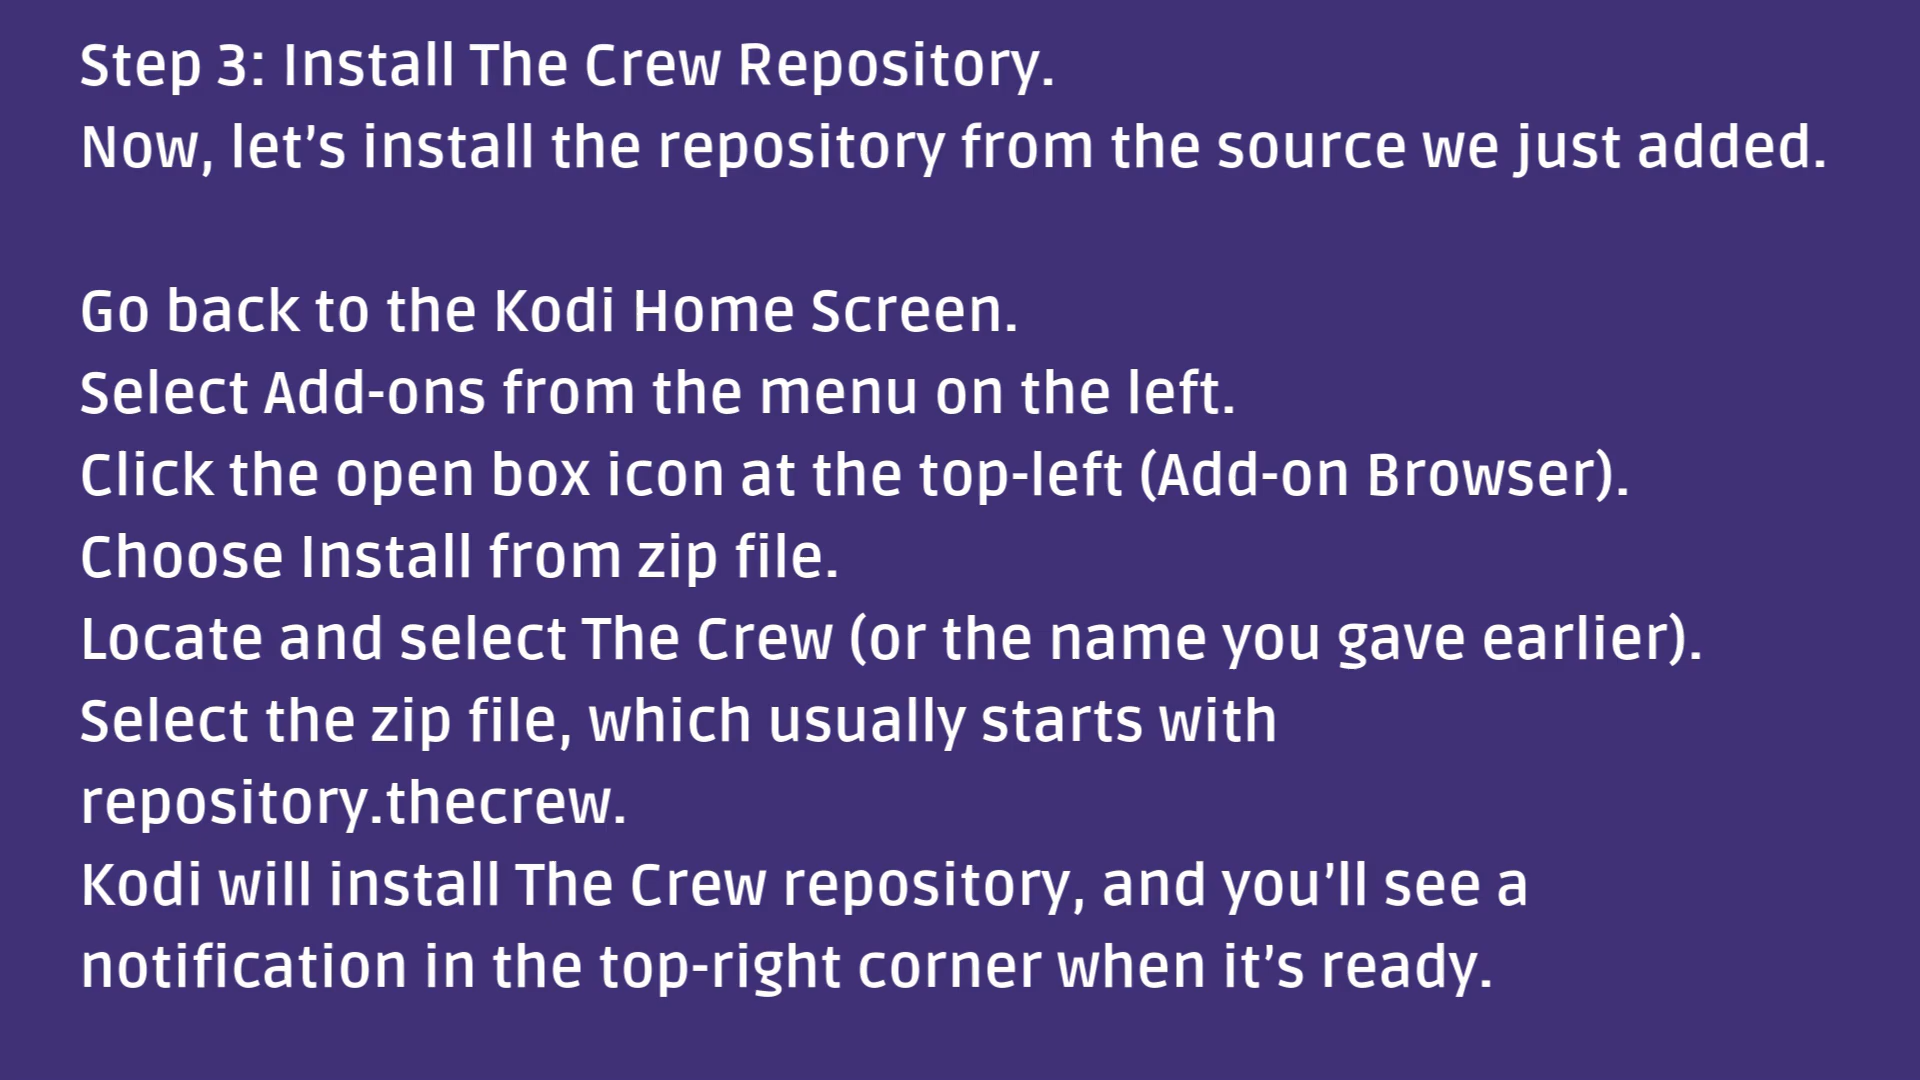 Step 3: Install The Crew Repository.
Now, let’s install the repository from the source we just added.
Go back to the Kodi Home Screen.
Select Add-ons from the menu on the left.
Click the open box icon at the top-left (Add-on Browser).
Choose Install from zip file.
Locate and select The Crew (or the name you gave earlier).
Select the zip file, which usually starts with
repository.thecrew.
Kodi will install The Crew repository, and you’ll see a
notification in the top-right corner when it’s ready.